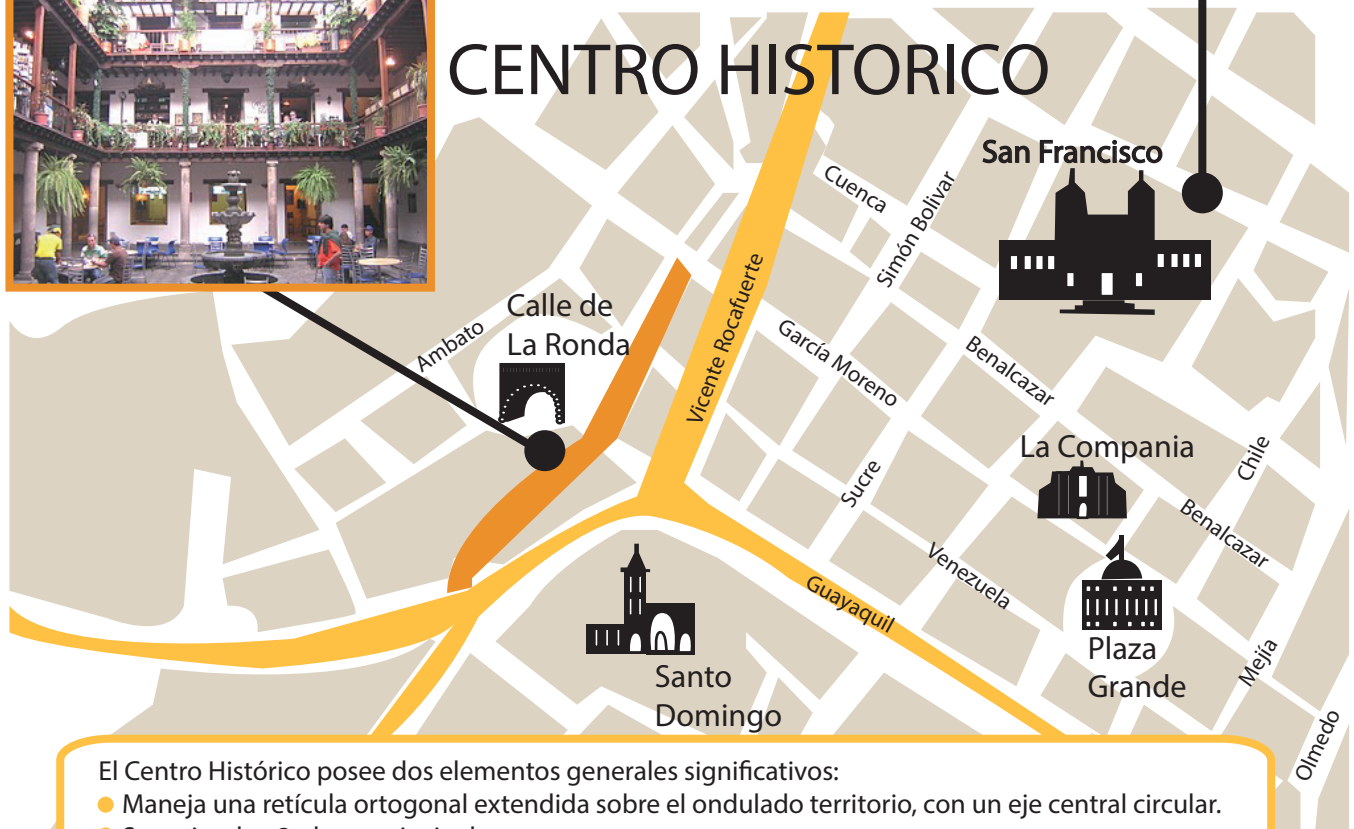 CENTRO HISTORICO
San Francisco
Cuenca
Simón Bolivar
Calle de
La Ronda
Ambato
Vicente Rocafuerte
García Moreno
Benalcazar
La Compania
Chile
Sucre
Benalcazar
Venezuela
Guayaquil
Plaza
Grande
Mejía
Santo
Domingo
Olmedo
El Centro Histórico posee dos elementos generales significativos:
● Maneja una retícula ortogonal extendida sobre el ondulado territorio, con un eje central circular.